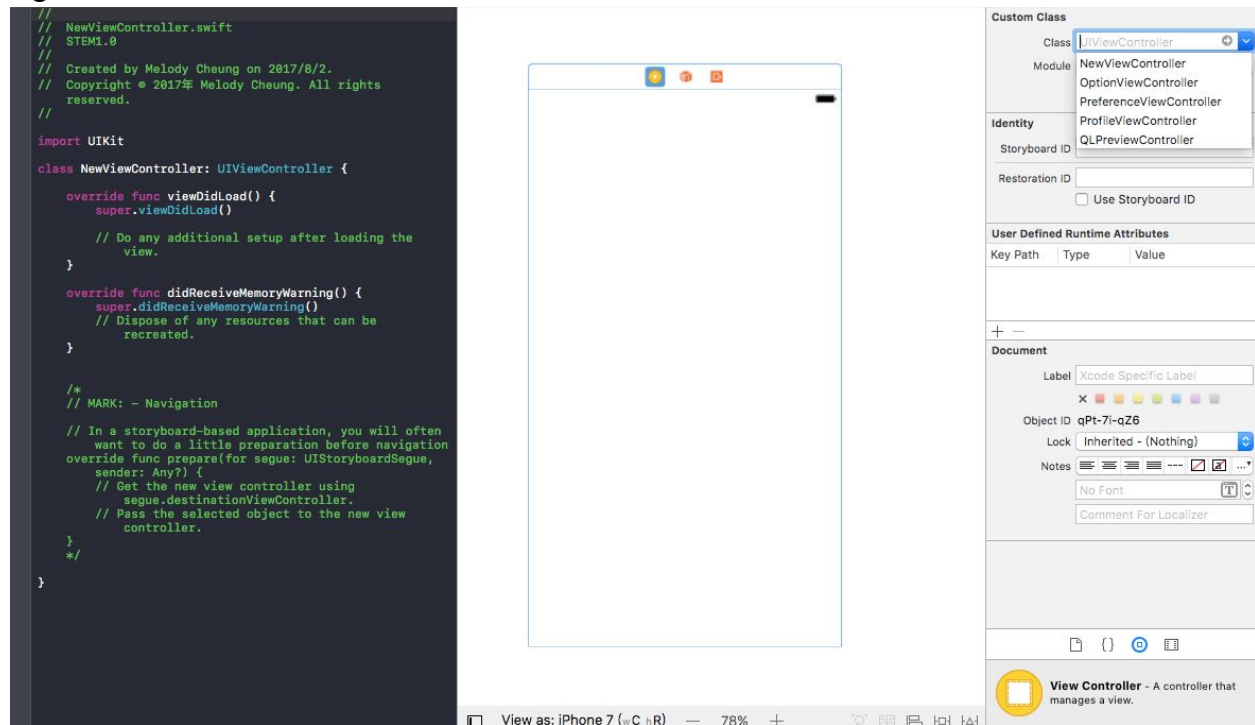 //
//  NewViewController.swift
//  STEM1.0
//
//  Created by Melody Cheung on 2017/8/2.
//  Copyright © 2017年 Melody Cheung. All rights
reserved.
//
import UIKit
class NewViewController: UIViewController {
override func viewDidLoad() {
super.viewDidLoad()
// Do any additional setup after loading the
view.
}
override func didReceiveMemoryWarning() {
super.didReceiveMemoryWarning()
// Dispose of any resources that can be
recreated.
}
/*
// MARK: - Navigation
// In a storyboard-based application, you will often
want to do a little preparation before navigation
override func prepare(for segue: UIStoryboardSegue,
sender: Any?) {
// Get the new view controller using
segue.destinationViewController.
// Pass the selected object to the new view
controller.
}
*/
}
View as: iPhone 7 (wC hR) — 78% +
Custom Class
Class UIViewController
Module
NewViewController
OptionViewController
PreferenceViewController
ProfileViewController
QLPreviewController
Identity
Storyboard ID
Restoration ID
Use Storyboard ID
User Defined Runtime Attributes
Key Path Type Value
+ —
Document
Label Xcode Specific Label
X
Object ID qPt-7i-qZ6
Lock Inherited - (Nothing)
Notes
No Font T
Comment For Localizer
{}
View Controller - A controller that
manages a view.